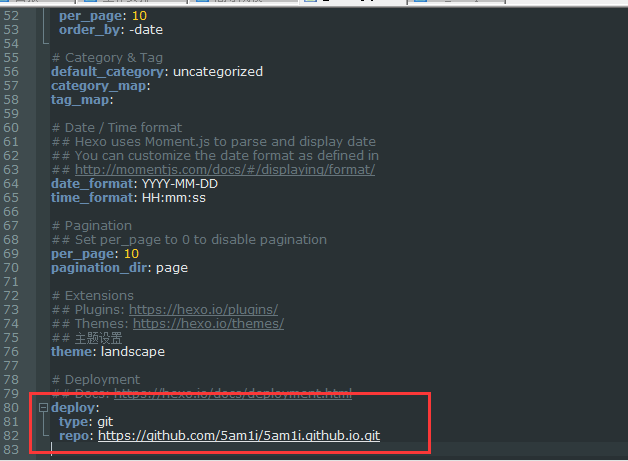 52 per_page: 10
53 order_by: -date
54
55 # Category & Tag
56 default_category: uncategorized
57 category_map:
58 tag_map:
59
60 # Date / Time format
61 ## Hexo uses Moment.js to parse and display date
62 ## You can customize the date format as defined in
63 ## http://momentjs.com/docs/#/displaying/format/
64 date_format: YYYY-MM-DD
65 time_format: HH:mm:ss
66
67 # Pagination
68 ## Set per_page to 0 to disable pagination
69 per_page: 10
70 pagination_dir: page
71
72 # Extensions
73 ## Plugins: https://hexo.io/plugins/
74 ## Themes: https://hexo.io/themes/
75 ## 主题设置
76 theme: landscape
77
78 # Deployment
79 ## Docs: https://hexo.io/docs/deployment.html
80 deploy:
81 type: git
82 repo: https://github.com/5am1i/5am1i.github.io.git
83